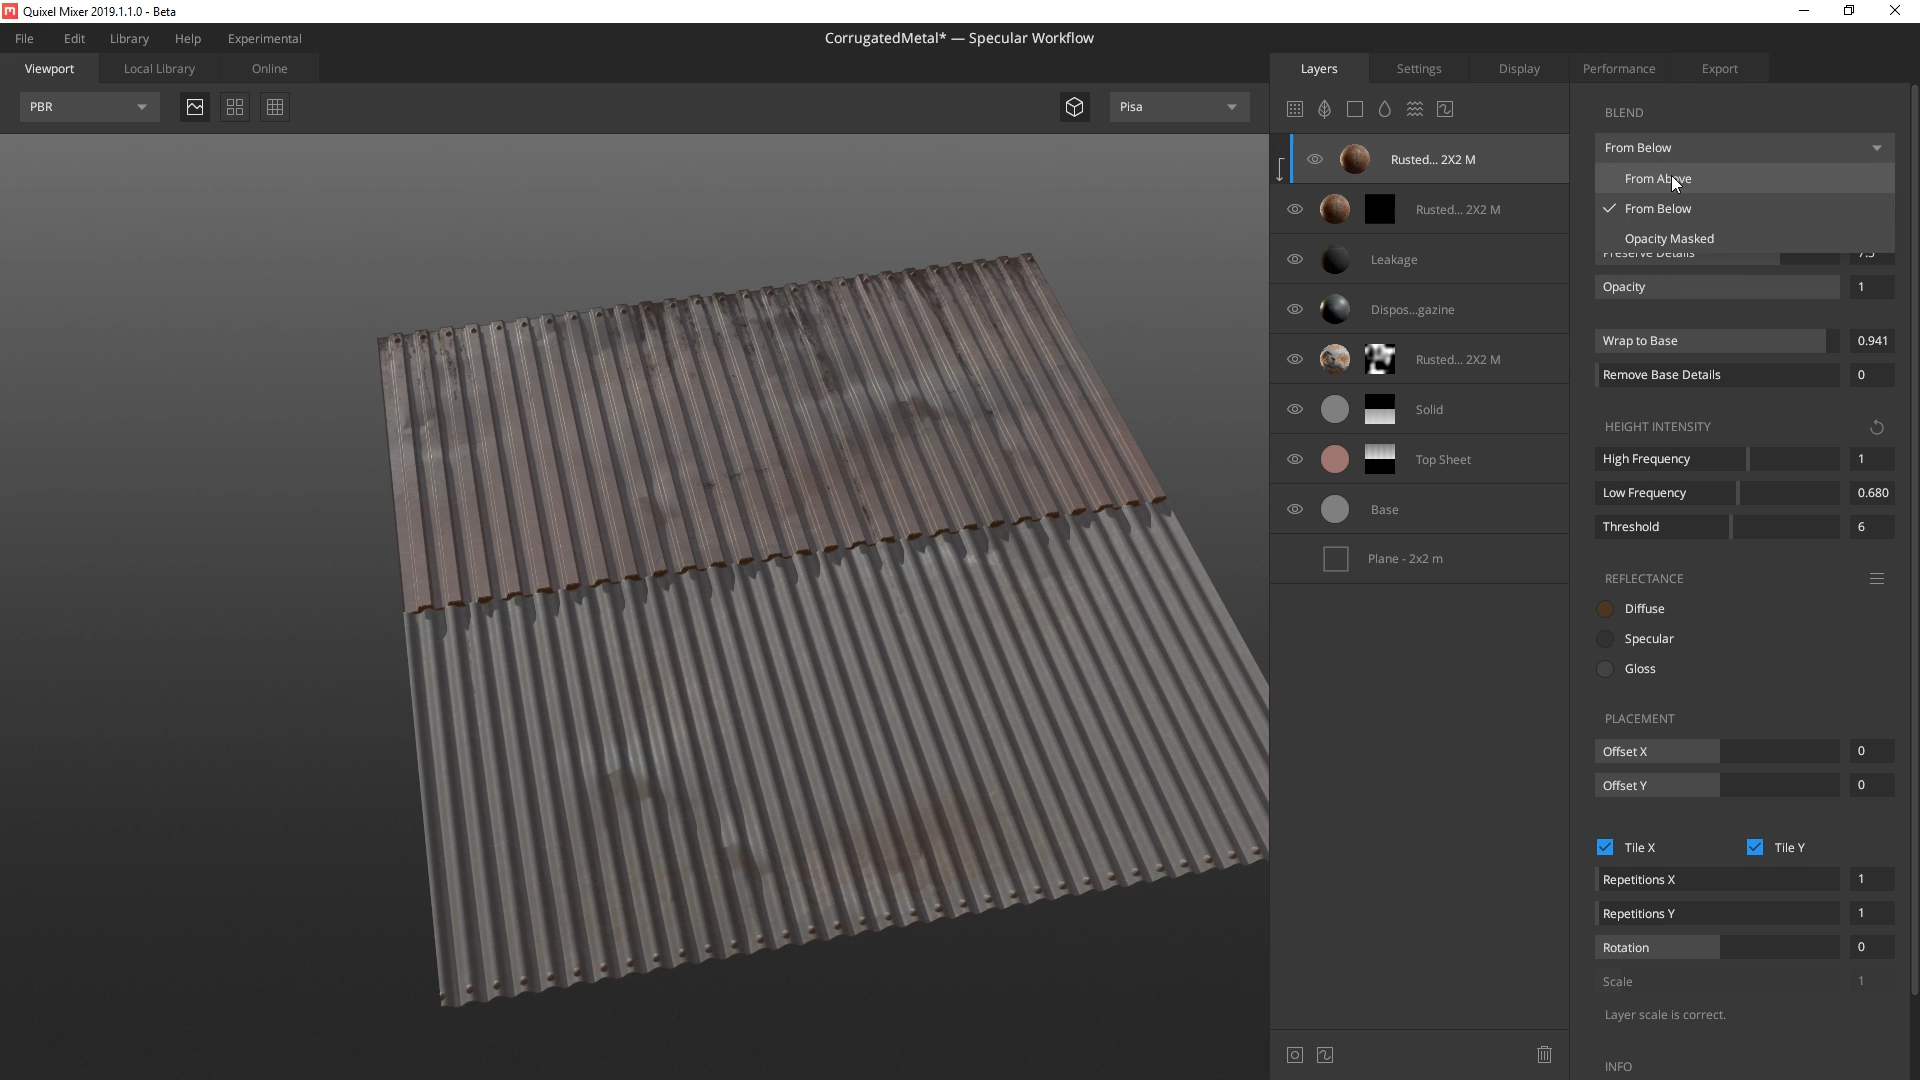 Quixel Mixer 2019.1.1.0 - Beta
File Edit Library Help Experimental
CorrugatedMetal* — Specular Workflow
Viewport Local Library Online
Layers Settings Display Performance Export
PBR
Pisa
BLEND
From Below
From Above
From Below
Opacity Masked
Preserve Details 7.5
Opacity 1
Wrap to Base 0.941
Remove Base Details 0
HEIGHT INTENSITY
High Frequency 1
Low Frequency 0.680
Threshold 6
REFLECTANCE
Diffuse
Specular
Gloss
PLACEMENT
Offset X 0
Offset Y 0
Tile X Tile Y
Repetitions X 1
Repetitions Y 1
Rotation 0
Scale 1
Layer scale is correct.
INFO
Rusted... 2X2 M
Rusted... 2X2 M
Leakage
Dispos...gazine
Rusted... 2X2 M
Solid
Top Sheet
Base
Plane - 2x2 m